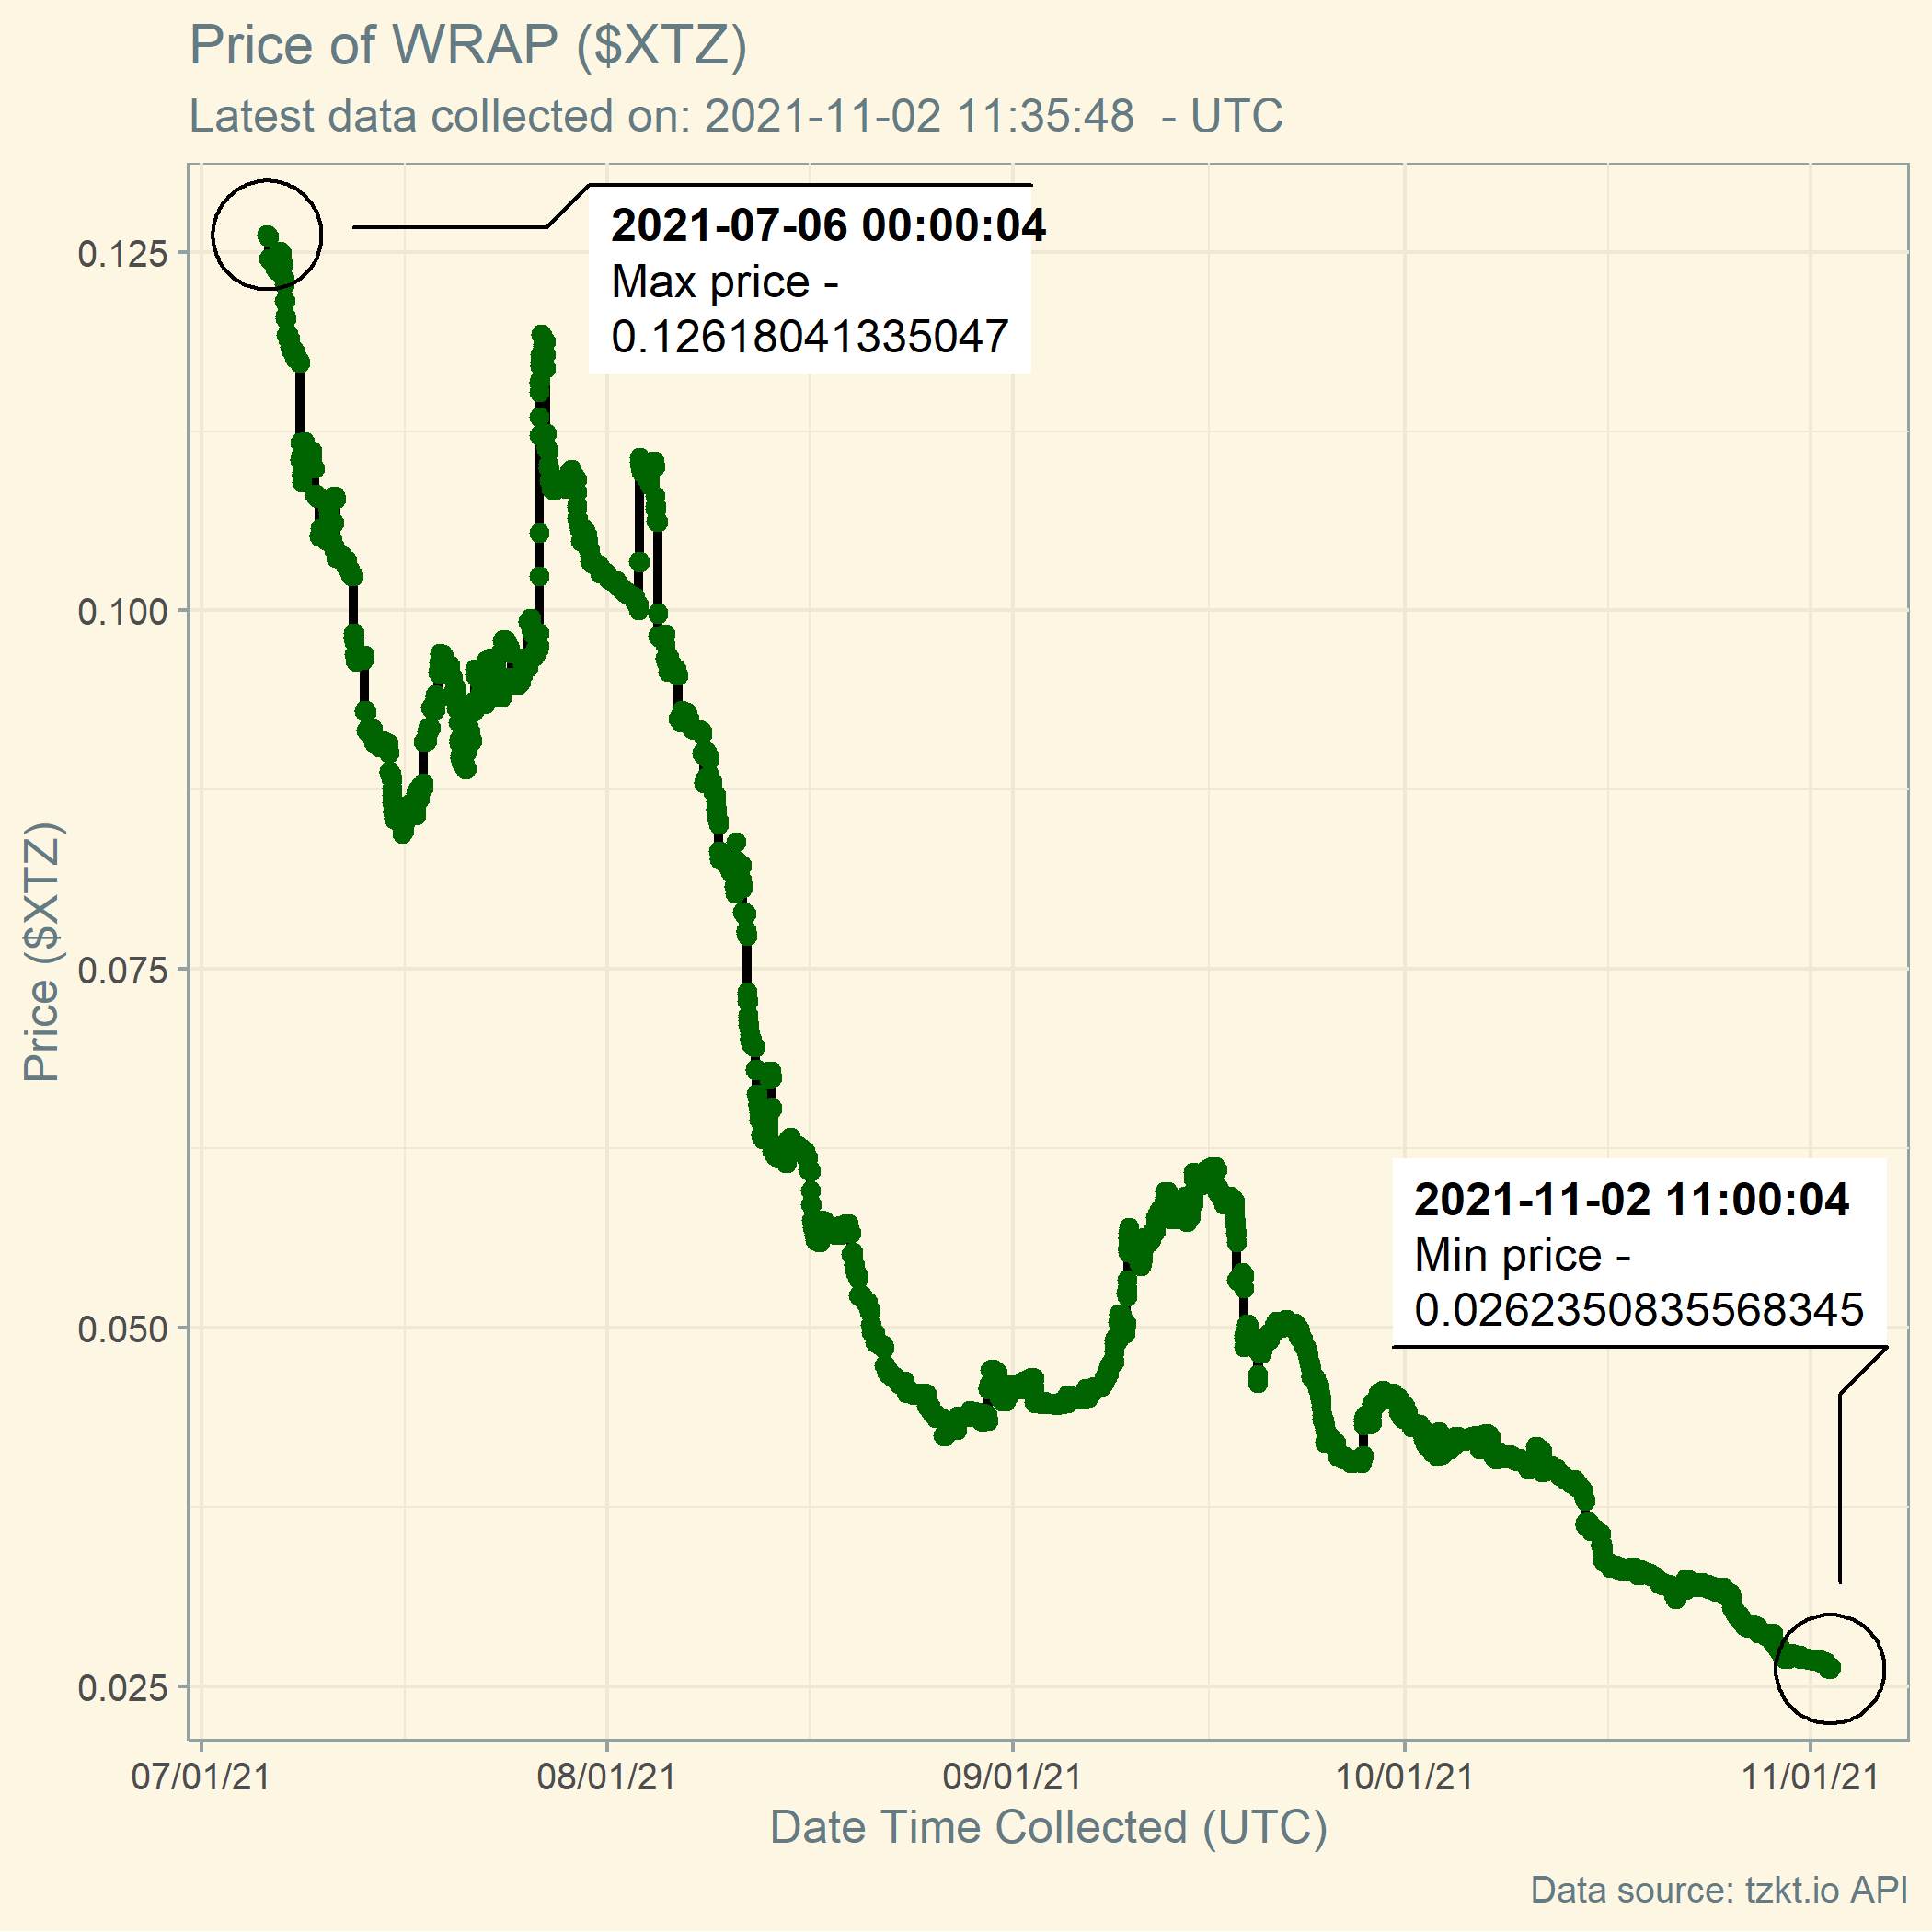 Price of WRAP ($XTZ)
Latest data collected on: 2021-11-02 11:35:48  - UTC
2021-07-06 00:00:04
Max price -
0.12618041335047
0.125
0.100
0.075
0.050
0.025
Price ($XTZ)
2021-11-02 11:00:04
Min price -
0.0262350835568345
07/01/21
08/01/21
09/01/21
10/01/21
11/01/21
Date Time Collected (UTC)
Data source: tzkt.io API